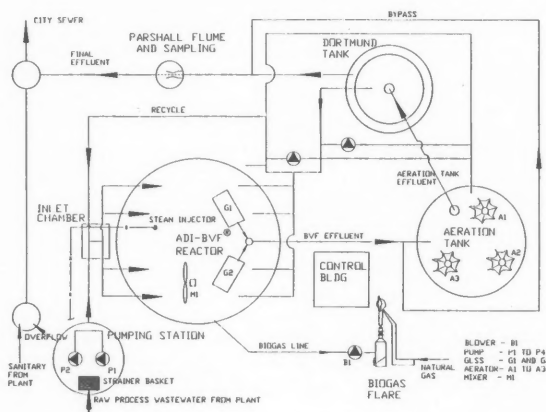 CITY SEWER
BYPASS
PARSHALL FLUME
AND SAMPLING
DORTMUND
TANK
FINAL
EFFLUENT
RECYCLE
AERATION TANK
EFFLUENT
INLET
CHAMBER
STEAM INJECTOR
G1
ADI-BVF®
REACTOR
BVF EFFLUENT
A1
AERATION
TANK
A2
A3
G2
M1
CONTROL
BLDG
OVERFLOW
PUMPING STATION
SANITARY
FROM
PLANT
P2
P1
STRAINER BASKET
RAW PROCESS WASTEWATER FROM PLANT
BIOGAS LINE
B1
BIOGAS
FLARE
NATURAL
GAS
BLOWER - B1
PUMP - P1 TO P4
GLSS - G1 AND G
AERATOR - A1 TO A3
MIXER - M1